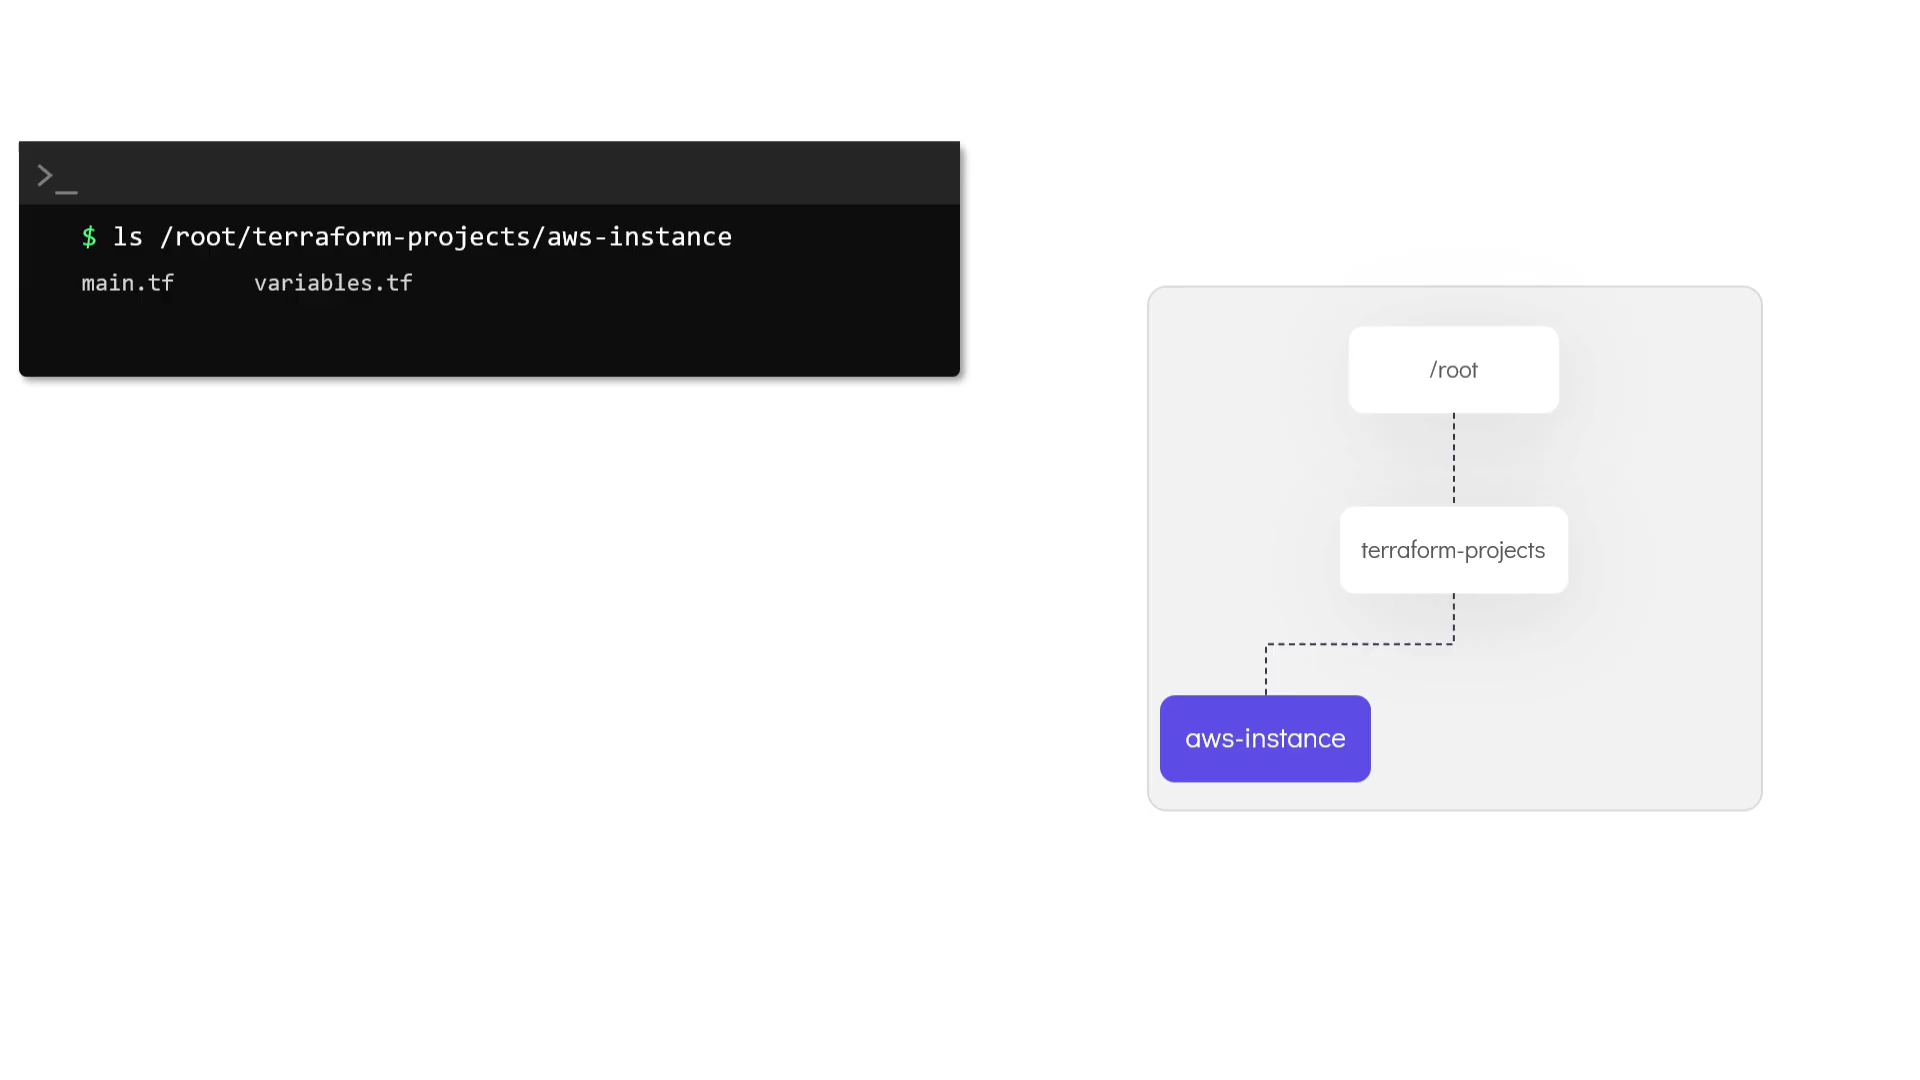 >_
$ ls /root/terraform-projects/aws-instance
main.tf variables.tf
/root
terraform-projects
aws-instance